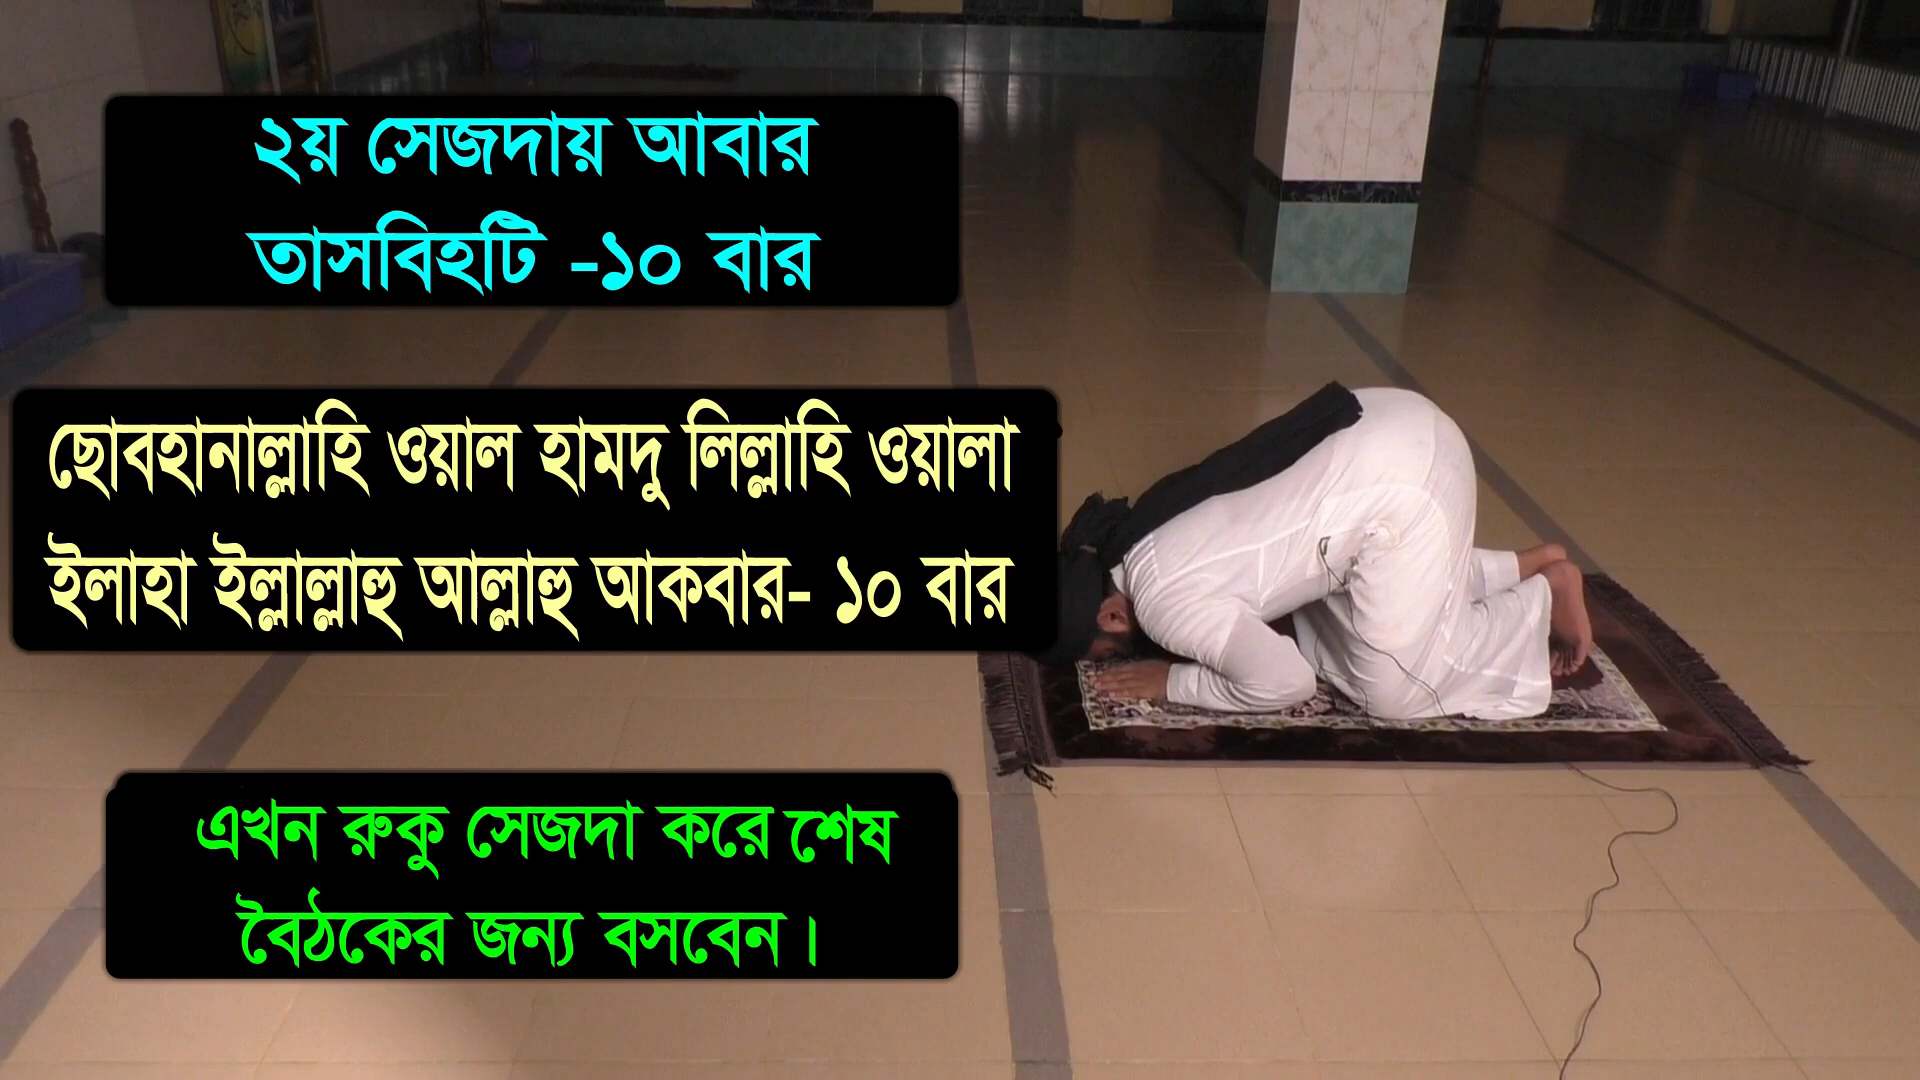 ২য় সেজদায় আবার
তাসবিহটি -১০ বার
ছোবহানাল্লাহি ওয়াল হামদু লিল্লাহি ওয়ালা
ইলাহা ইল্লাল্লাহু আল্লাহু আকবার- ১০ বার
এখন রুকু সেজদা করে শেষ
বৈঠকের জন্য বসবেন।